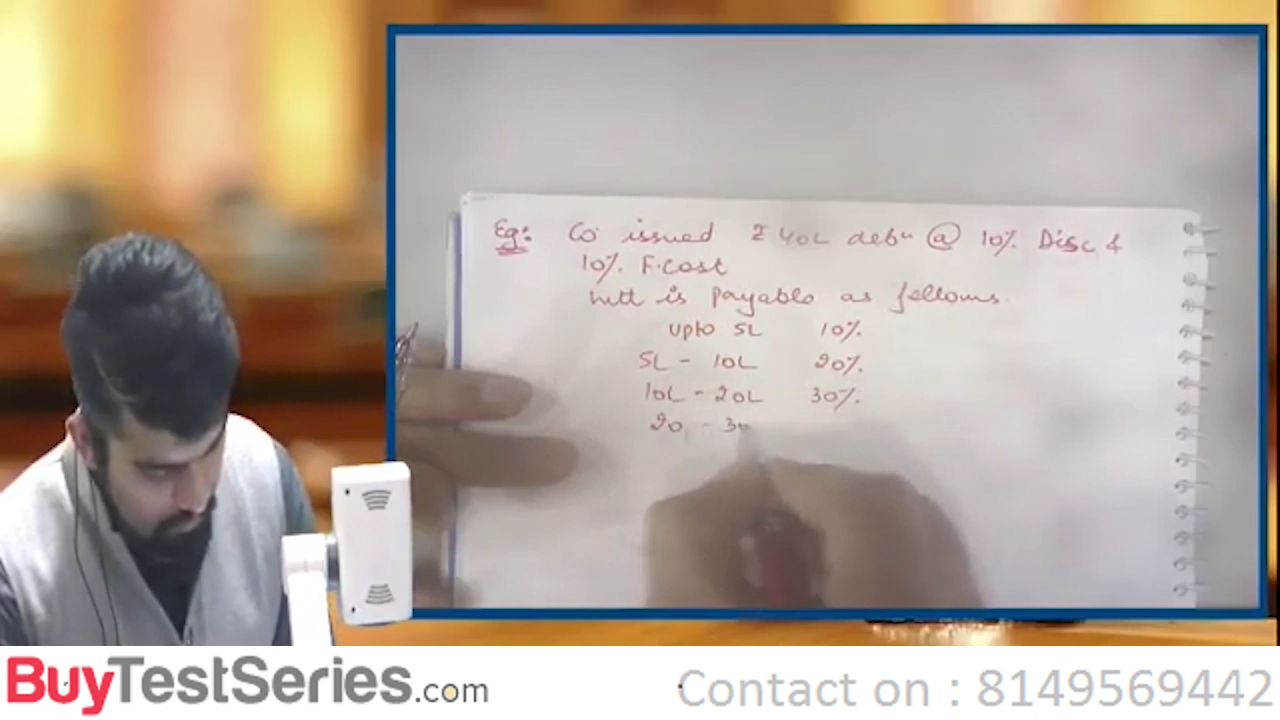 Eg: Co issued ₹ 40L debn @ 10% Disc &
10% F.Cost
Intt is payable as follows.
upto 5L 10%.
5L - 10L 20%.
10L - 20L 30%.
20 - 30
BuyTestSeries.com
Contact on : 8149569442